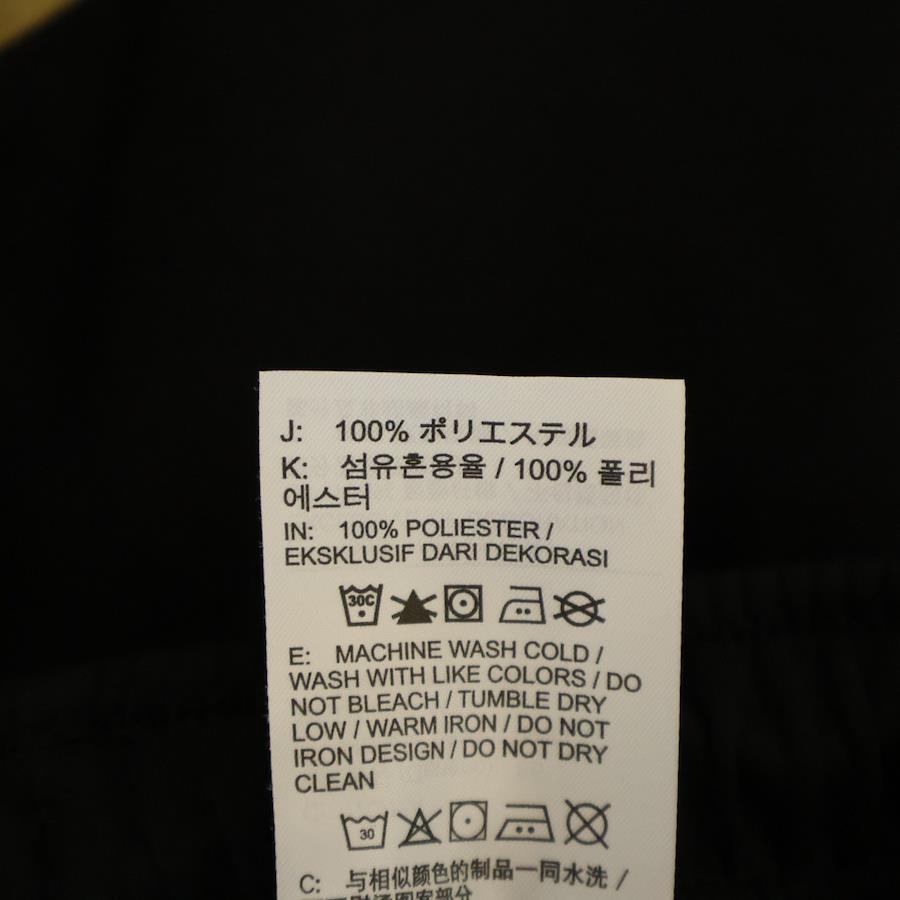 J: 100% ポリエステル
K: 섬유혼용율 / 100% 폴리
에스터
IN: 100% POLIESTER /
EKSKLUSIF DARI DEKORASI
30C
E: MACHINE WASH COLD /
WASH WITH LIKE COLORS / DO
NOT BLEACH / TUMBLE DRY
LOW / WARM IRON / DO NOT
IRON DESIGN / DO NOT DRY
CLEAN
30
C: 与相似颜色的制品一同水洗 /